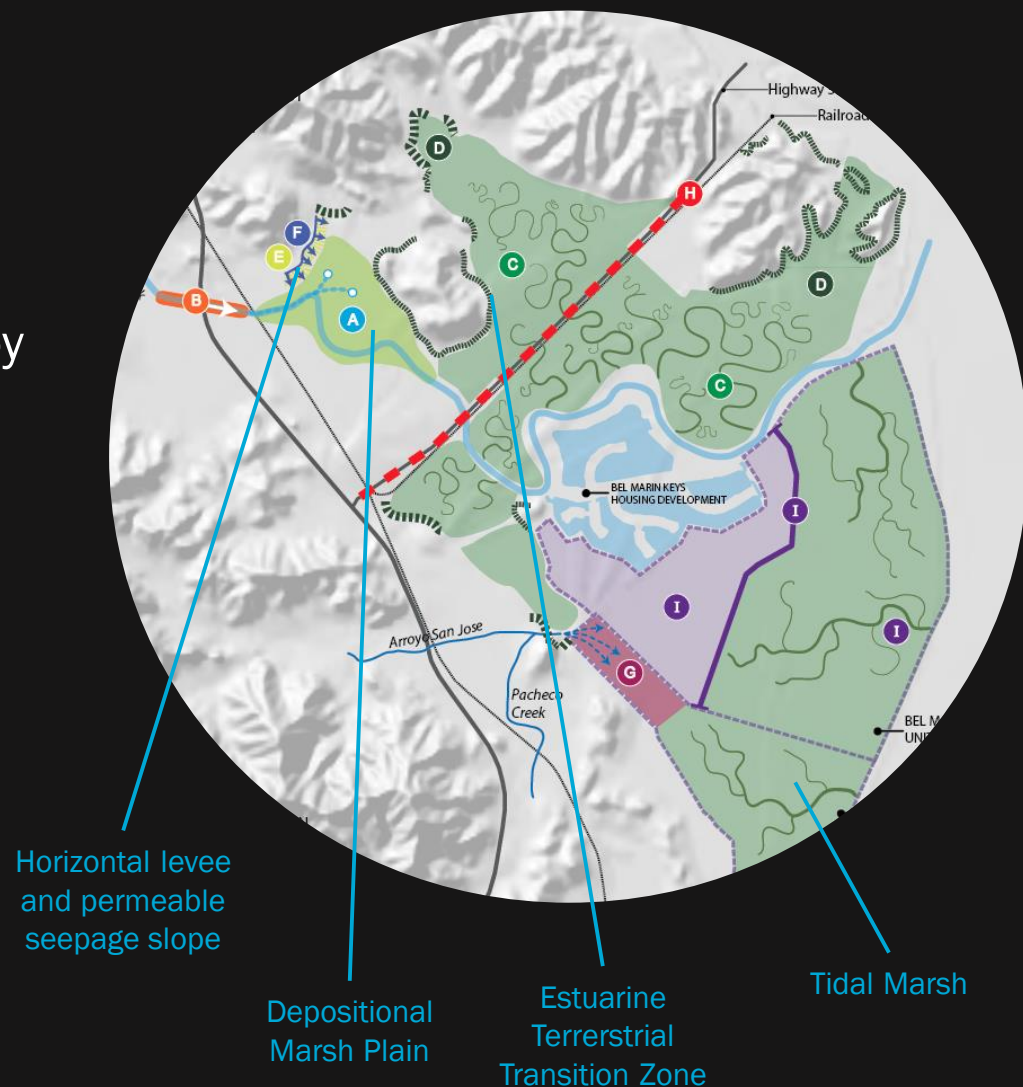 Highway
Railroad
D
H
F
E
C
B
D
A
C
BEL MARIN KEYS
HOUSING DEVELOPMENT
I
I
I
Arroyo San Jose
G
Pacheco
Creek
BEL
Horizontal levee
and permeable
seepage slope
Depositional
Marsh Plain
Estuarine
Terrerstrial
Transition Zone
Tidal Marsh